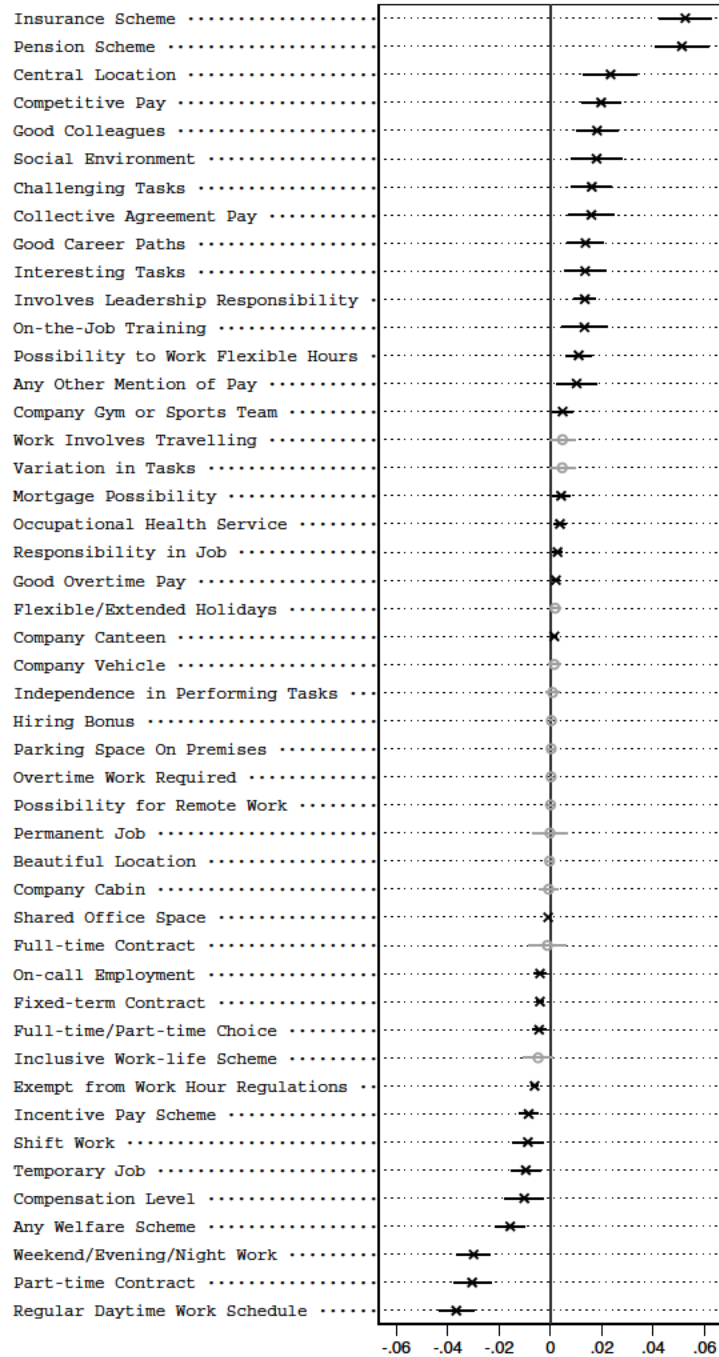 Insurance Scheme
Pension Scheme
Central Location
Competitive Pay
Good Colleagues
Social Environment
Challenging Tasks
Collective Agreement Pay
Good Career Paths
Interesting Tasks
Involves Leadership Responsibility
On-the-Job Training
Possibility to Work Flexible Hours
Any Other Mention of Pay
Company Gym or Sports Team
Work Involves Travelling
Variation in Tasks
Mortgage Possibility
Occupational Health Service
Responsibility in Job
Good Overtime Pay
Flexible/Extended Holidays
Company Canteen
Company Vehicle
Independence in Performing Tasks
Hiring Bonus
Parking Space On Premises
Overtime Work Required
Possibility for Remote Work
Permanent Job
Beautiful Location
Company Cabin
Shared Office Space
Full-time Contract
On-call Employment
Fixed-term Contract
Full-time/Part-time Choice
Inclusive Work-life Scheme
Exempt from Work Hour Regulations
Incentive Pay Scheme
Shift Work
Temporary Job
Compensation Level
Any Welfare Scheme
Weekend/Evening/Night Work
Part-time Contract
Regular Daytime Work Schedule
-.06 -.04 -.02 0 .02 .04 .06